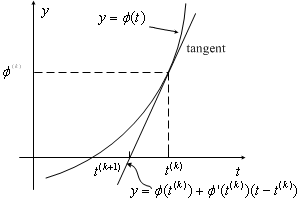 y
y = ϕ(t)
tangent
ϕ⁽ᵏ⁾
t⁽ᵏ⁺¹⁾
t⁽ᵏ⁾
t
y = ϕ(t⁽ᵏ⁾) + ϕ'(t⁽ᵏ⁾)(t − t⁽ᵏ⁾)